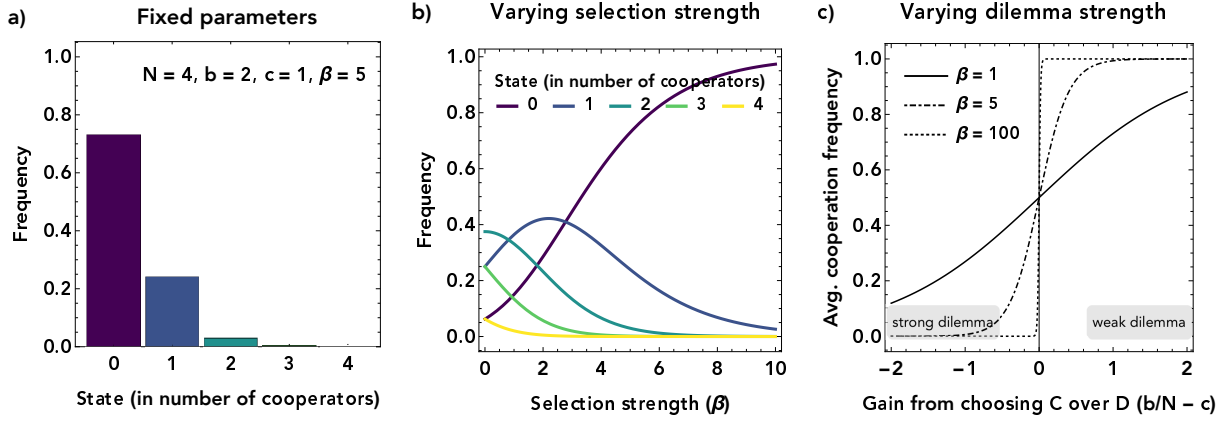 a)
Fixed parameters
N = 4, b = 2, c = 1, β = 5
Frequency
1.0
0.8
0.6
0.4
0.2
0.0
0 1 2 3 4
State (in number of cooperators)
b)
Varying selection strength
State (in number of cooperators)
0 1 2 3 4
Frequency
1.0
0.8
0.6
0.4
0.2
0.0
0 2 4 6 8 10
Selection strength (β)
c)
Varying dilemma strength
β = 1
β = 5
β = 100
Avg. cooperation frequency
1.0
0.8
0.6
0.4
0.2
0.0
strong dilemma
weak dilemma
−2 −1 0 1 2
Gain from choosing C over D (b/N − c)